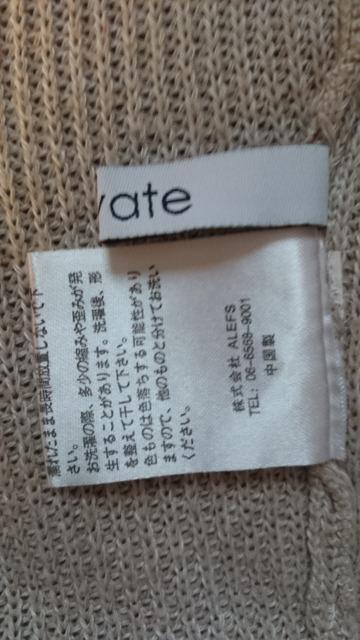 vate
濡れたまま長時間放置しないで下
さい。
お洗濯の際、多少の縮みや歪みが発
生することがあります。洗濯後、形
を整えて干して下さい。
色ものは色落ちする可能性があり
ますので、他のものと分けてお洗い
ください。
株式会社 ALEFS
TEL: 06-6568-9001
中国製